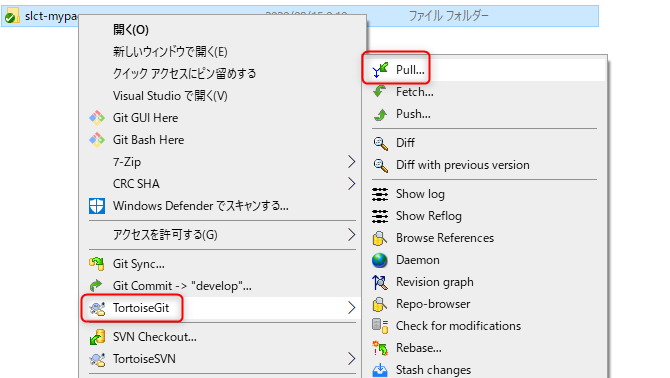 slct-mypa
ファイル フォルダー
開く(O)
新しいウィンドウで開く(E)
クイック アクセスにピン留めする
Visual Studio で開く(V)
Git GUI Here
Git Bash Here
7-Zip
CRC SHA
Windows Defender でスキャンする...
アクセスを許可する(G)
Git Sync...
Git Commit -> "develop"...
TortoiseGit
SVN Checkout...
TortoiseSVN
Pull...
Fetch...
Push...
Diff
Diff with previous version
Show log
Show Reflog
Browse References
Daemon
Revision graph
Repo-browser
Check for modifications
Rebase...
Stash changes